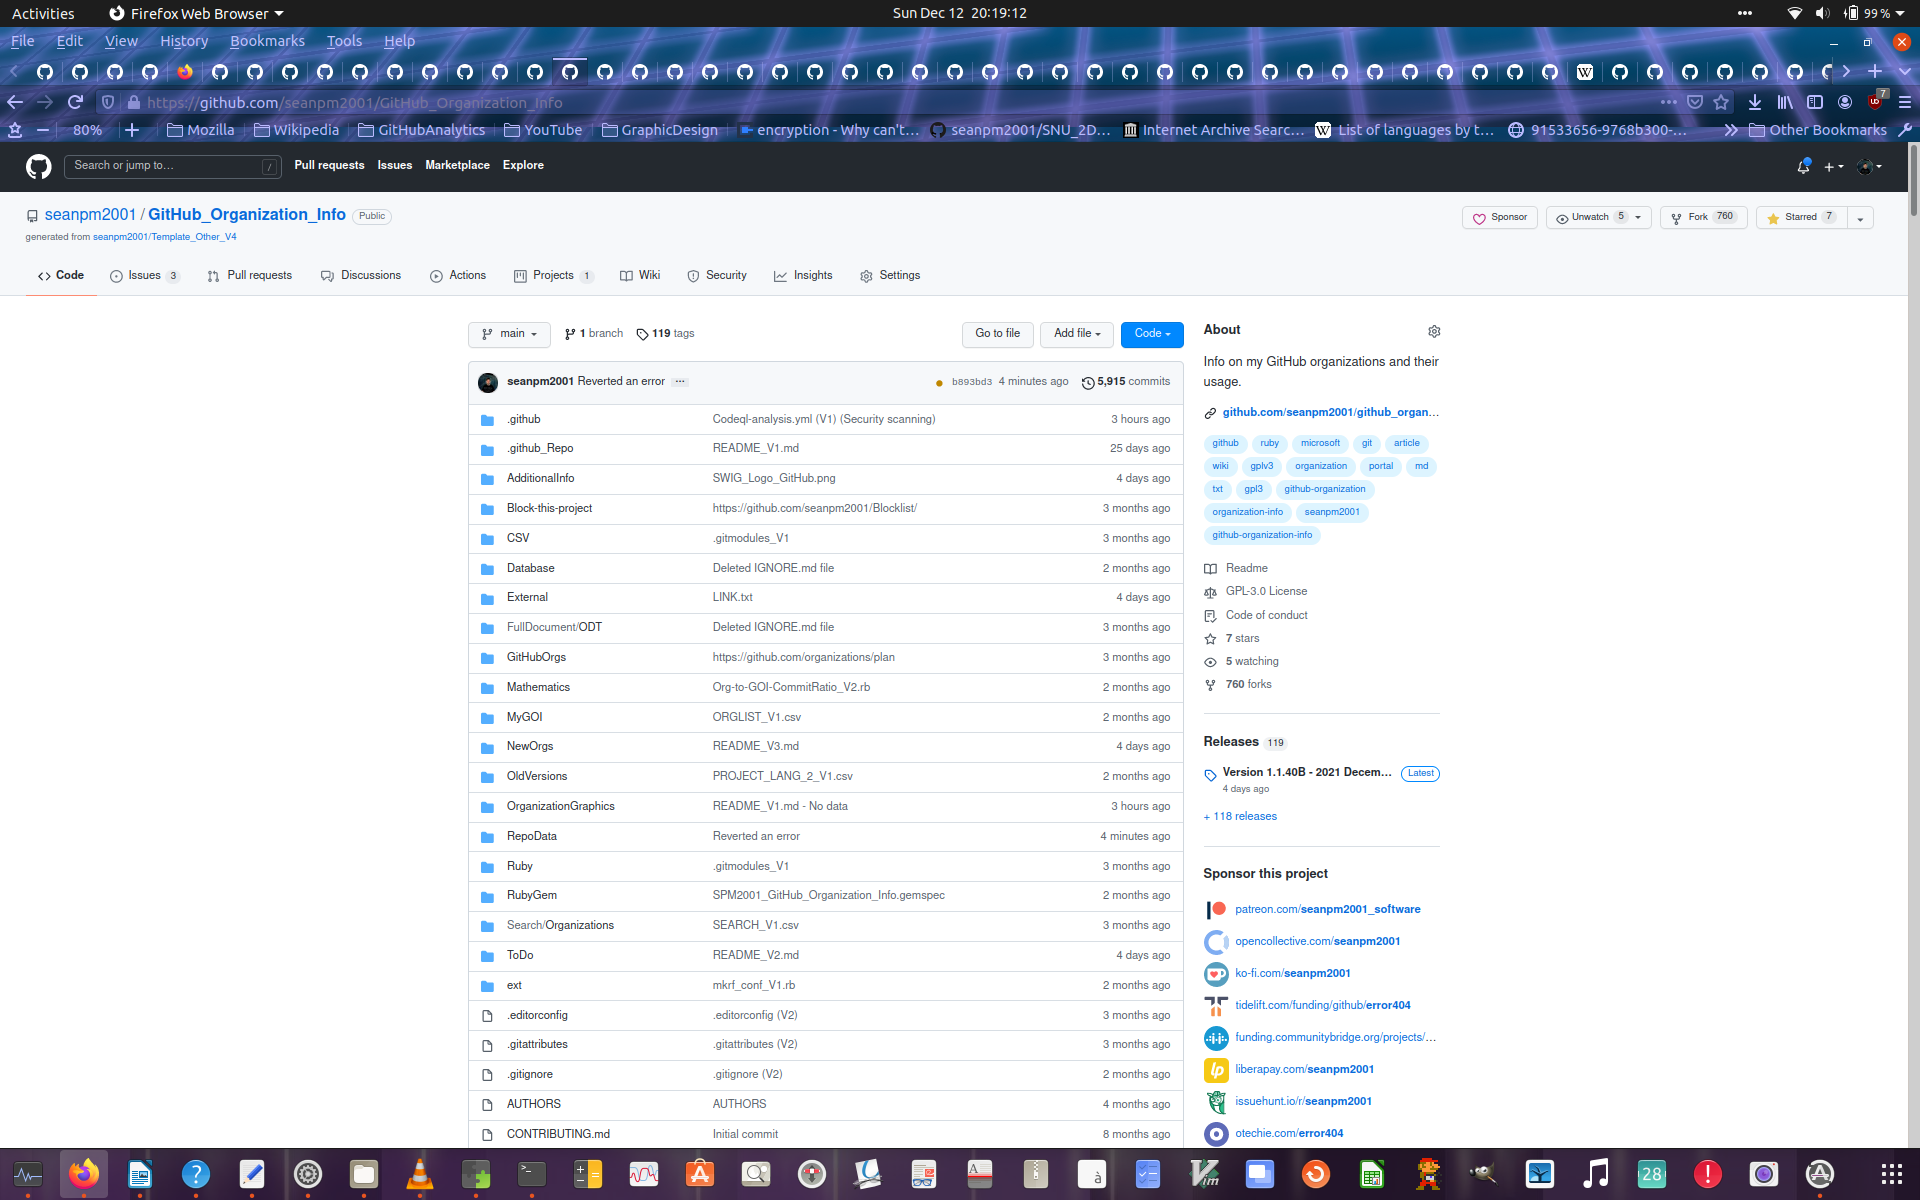 Activities Firefox Web Browser Sun Dec 12 20:19:12 99 %
File Edit View History Bookmarks Tools Help
https://github.com/seanpm2001/GitHub_Organization_Info 7
80% Mozilla Wikipedia GitHubAnalytics YouTube GraphicDesign encryption - Why can't... seanpm2001/SNU_2D... Internet Archive Searc... List of languages by t... 91533656-9768b300-... Other Bookmarks
Search or jump to... / Pull requests Issues Marketplace Explore
seanpm2001 / GitHub_Organization_Info Public Sponsor Unwatch 5 Fork 760 Starred 7
generated from seanpm2001/Template_Other_V4
Code Issues 3 Pull requests Discussions Actions Projects 1 Wiki Security Insights Settings
main 1 branch 119 tags Go to file Add file Code
seanpm2001 Reverted an error ... b893bd3 4 minutes ago 5,915 commits
.github Codeql-analysis.yml (V1) (Security scanning) 3 hours ago
.github_Repo README_V1.md 25 days ago
AdditionalInfo SWIG_Logo_GitHub.png 4 days ago
Block-this-project https://github.com/seanpm2001/Blocklist/ 3 months ago
CSV .gitmodules_V1 3 months ago
Database Deleted IGNORE.md file 2 months ago
External LINK.txt 4 days ago
FullDocument/ODT Deleted IGNORE.md file 3 months ago
GitHubOrgs https://github.com/organizations/plan 3 months ago
Mathematics Org-to-GOI-CommitRatio_V2.rb 2 months ago
MyGOI ORGLIST_V1.csv 2 months ago
NewOrgs README_V3.md 4 days ago
OldVersions PROJECT_LANG_2_V1.csv 2 months ago
OrganizationGraphics README_V1.md - No data 3 hours ago
RepoData Reverted an error 4 minutes ago
Ruby .gitmodules_V1 3 months ago
RubyGem SPM2001_GitHub_Organization_Info.gemspec 2 months ago
Search/Organizations SEARCH_V1.csv 3 months ago
ToDo README_V2.md 4 days ago
ext mkrf_conf_V1.rb 2 months ago
.editorconfig .editorconfig (V2) 3 months ago
.gitattributes .gitattributes (V2) 3 months ago
.gitignore .gitignore (V2) 2 months ago
AUTHORS AUTHORS 4 months ago
CONTRIBUTING.md Initial commit 8 months ago
About
Info on my GitHub organizations and their
usage.
github.com/seanpm2001/github_organ...
github ruby microsoft git article
wiki gplv3 organization portal md
txt gpl3 github-organization
organization-info seanpm2001
github-organization-info
Readme
GPL-3.0 License
Code of conduct
7 stars
5 watching
760 forks
Releases 119
Version 1.1.40B - 2021 Decem... Latest
4 days ago
+ 118 releases
Sponsor this project
patreon.com/seanpm2001_software
opencollective.com/seanpm2001
ko-fi.com/seanpm2001
tidelift.com/funding/github/error404
funding.communitybridge.org/projects/...
liberapay.com/seanpm2001
issuehunt.io/r/seanpm2001
otechie.com/error404
28